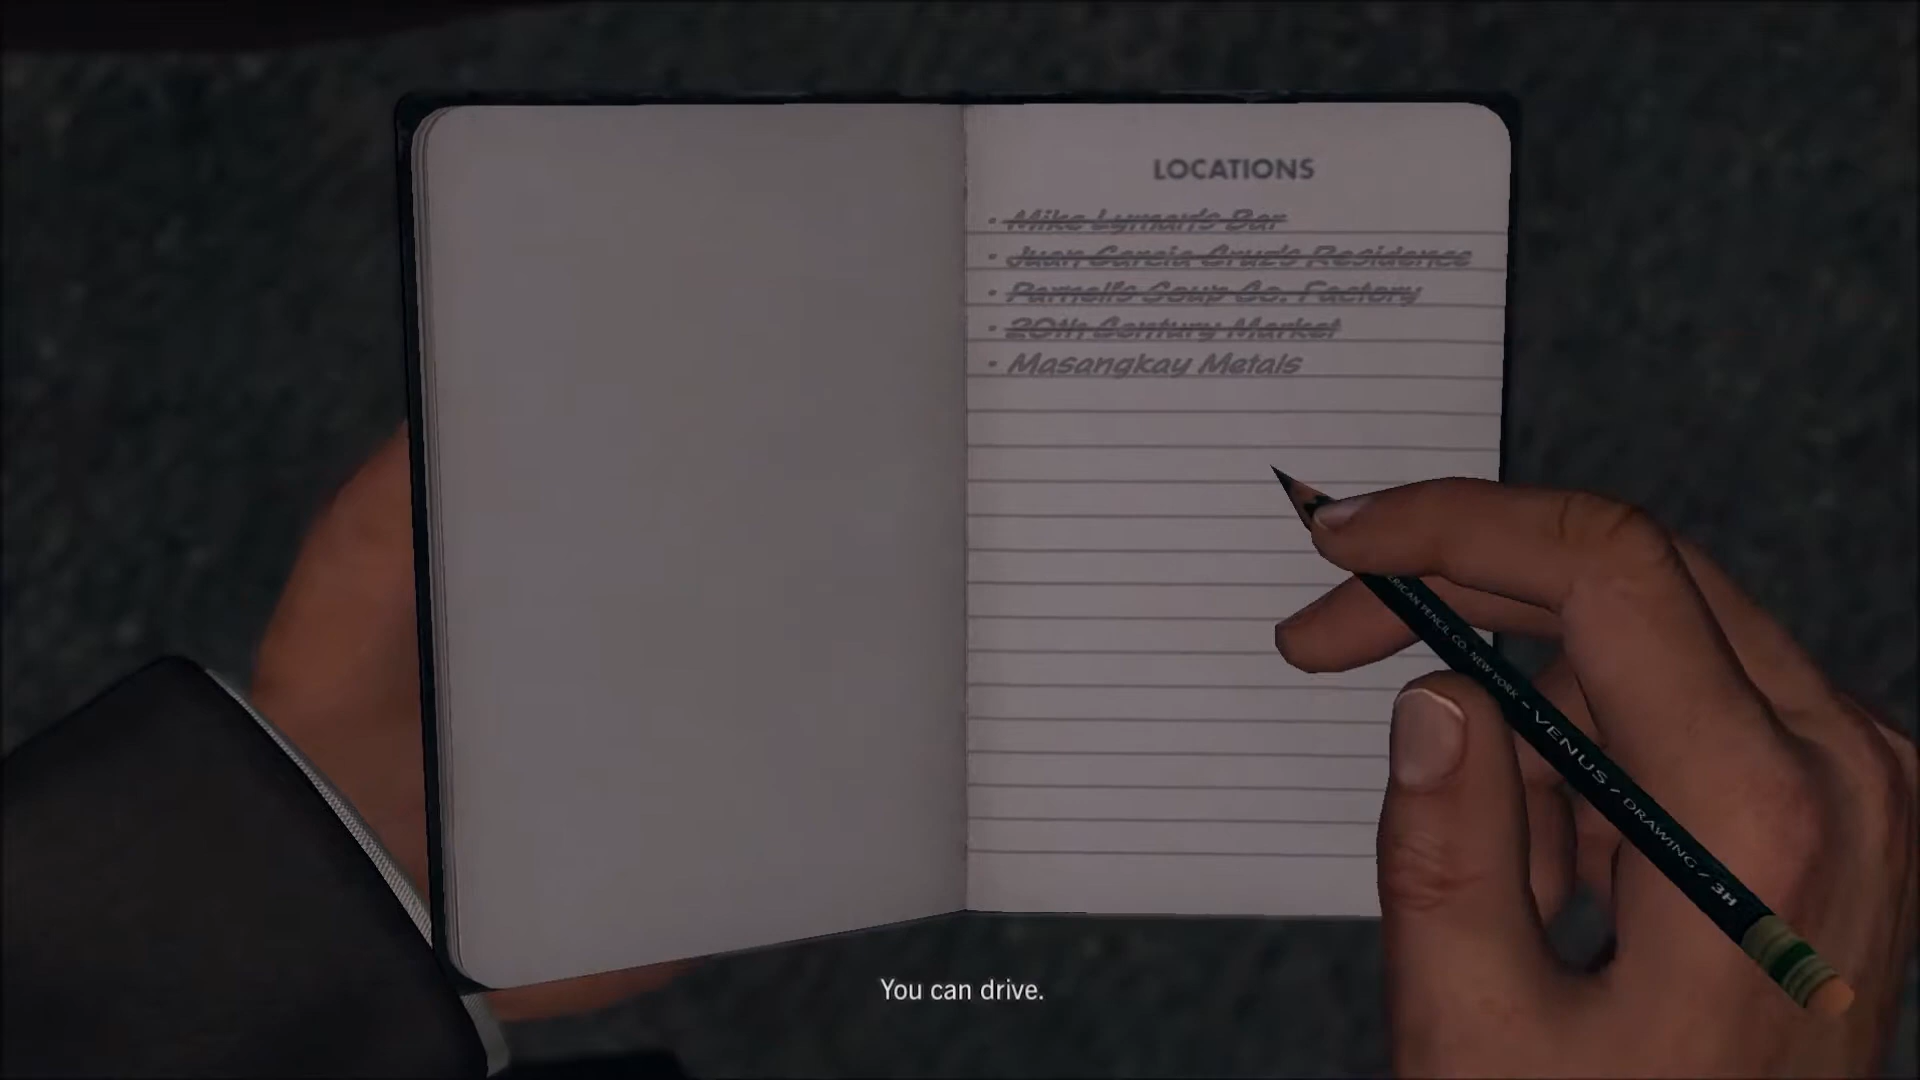 LOCATIONS
· Mike Lyman's Bar
· Juan Garcia Cruz's Residence
· Parnell's Soup Co. Factory
· 20th Century Market
· Masangkay Metals
ERICAN PENCIL CO. NEW YORK - VENUS / DRAWING / 3H
You can drive.